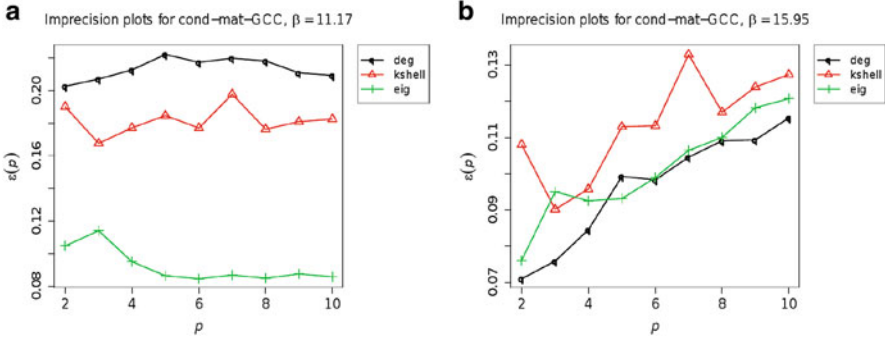 a
Imprecision plots for cond−mat−GCC, β = 11.17
ε(p)
0.20
0.16
0.12
0.08
2 4 6 8 10
p
deg
kshell
eig
b
Imprecision plots for cond−mat−GCC, β = 15.95
ε(p)
0.13
0.11
0.09
0.07
2 4 6 8 10
p
deg
kshell
eig